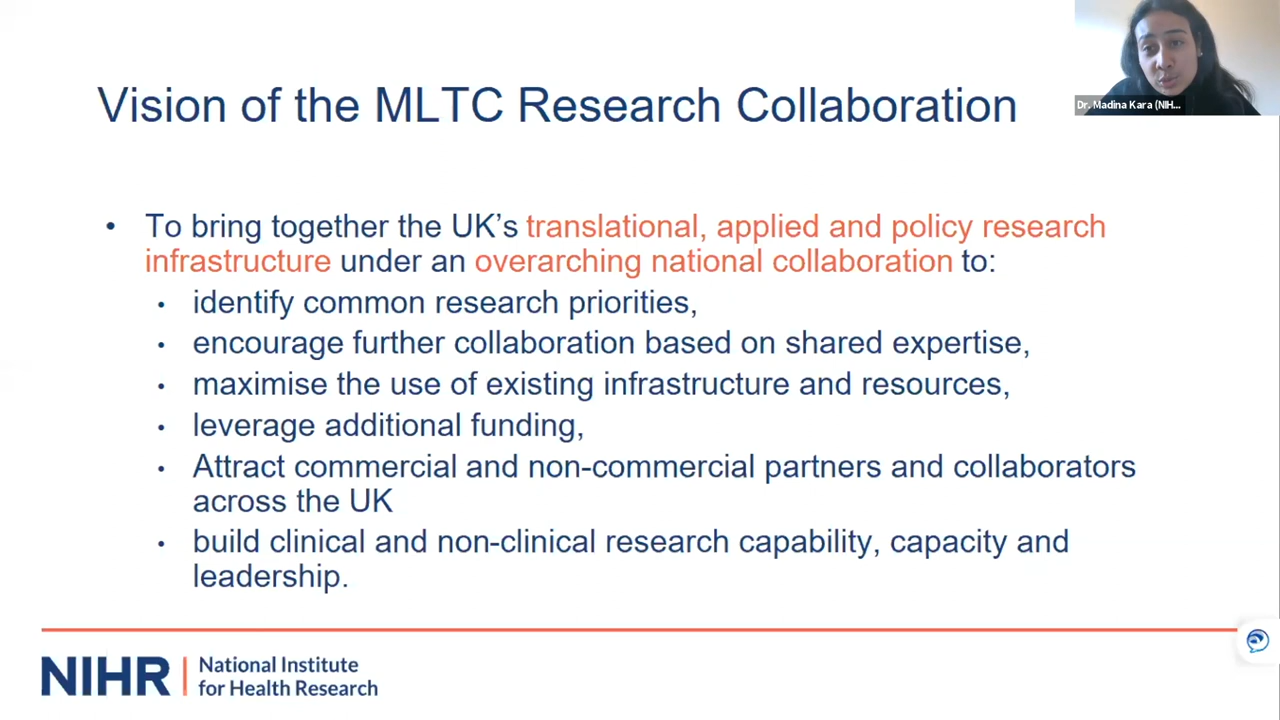 Vision of the MLTC Research Collaboration
Dr. Madina Kara (NIH...
• To bring together the UK’s translational, applied and policy research
infrastructure under an overarching national collaboration to:
• identify common research priorities,
• encourage further collaboration based on shared expertise,
• maximise the use of existing infrastructure and resources,
• leverage additional funding,
• Attract commercial and non-commercial partners and collaborators
across the UK
• build clinical and non-clinical research capability, capacity and
leadership.
NIHR | National Institute
for Health Research